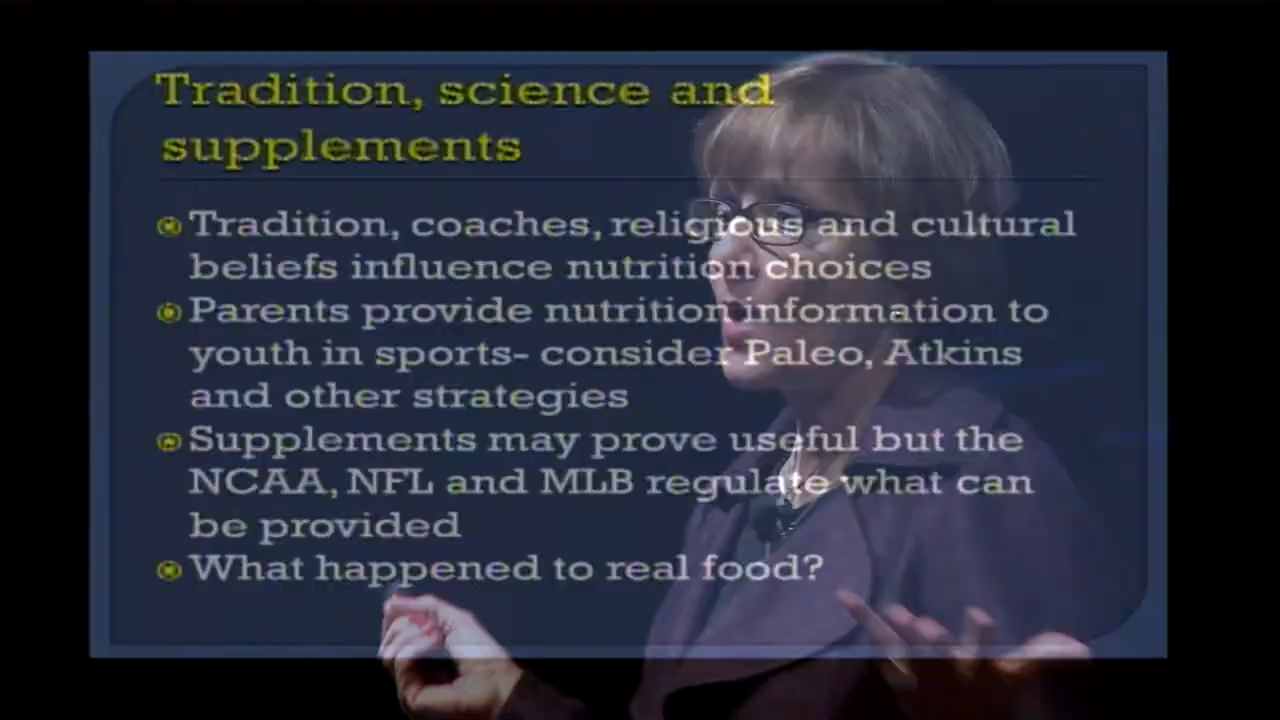 Tradition, science and
supplements
Tradition, coaches, religious and cultural
beliefs influence nutrition choices
Parents provide nutrition information to
youth in sports- consider Paleo, Atkins
and other strategies
Supplements may prove useful but the
NCAA, NFL and MLB regulate what can
be provided
What happened to real food?